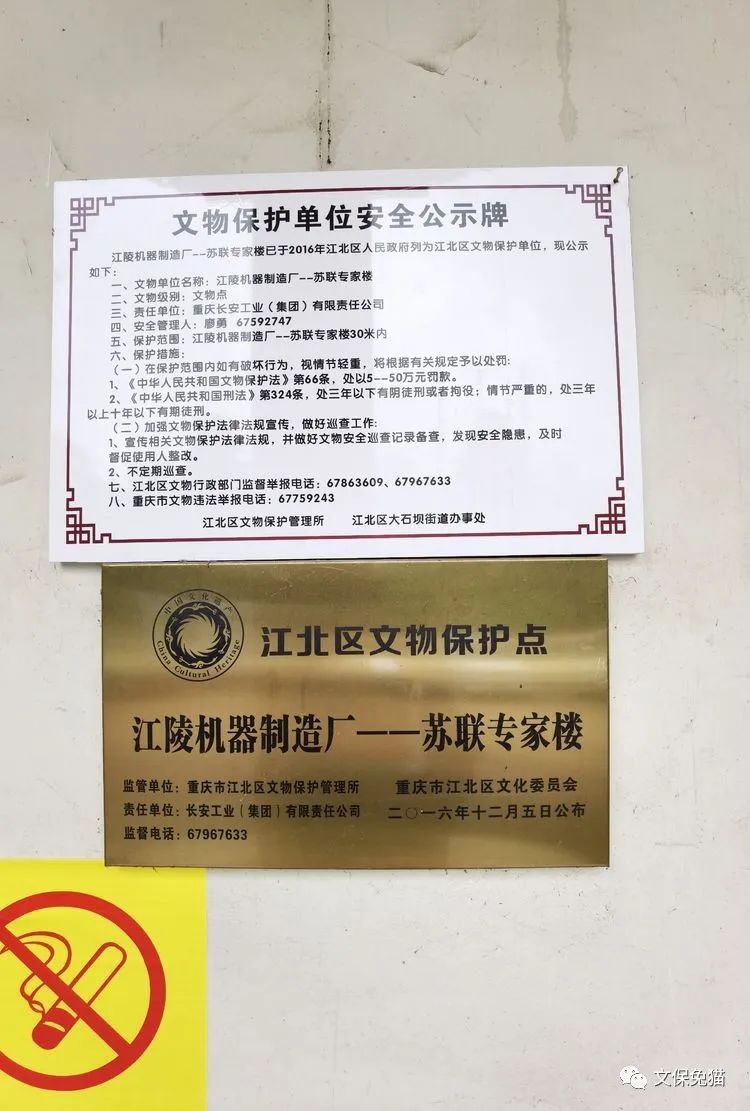 文物保护单位安全公示牌
江陵机器制造厂--苏联专家楼已于2016年江北区人民政府列为江北区文物保护单位，现公示
如下：
一、文物单位名称：江陵机器制造厂--苏联专家楼
二、文物级别：文物点
三、责任单位：重庆长安工业（集团）有限责任公司
四、安全管理人：廖勇 67592747
五、保护范围：江陵机器制造厂--苏联专家楼30米内
六、保护措施：
（一）在保护范围内如有破坏行为，视情节轻重，将根据有关规定予以处罚：
1、《中华人民共和国文物保护法》第66条，处以5--50万元罚款。
2、《中华人民共和国刑法》第324条，处三年以下有阴徒刑或者拘役；情节严重的，处三年
以上十年以下有期徒刑。
（二）加强文物保护法律法规宣传，做好巡查工作：
1、宣传相关文物保护法律法规，并做好文物安全巡查记录备查，发现安全隐患，及时
督促使用人整改。
2、不定期巡查。
七、江北区文物行政部门监督举报电话：67863609、67967633
八、重庆市文物违法举报电话：67759243
江北区文物保护管理所 江北区大石坝街道办事处
中国文化遗产
China Cultural Heritage
江北区文物保护点
江陵机器制造厂——苏联专家楼
监管单位：重庆市江北区文物保护管理所 重庆市江北区文化委员会
责任单位：长安工业（集团）有限责任公司 二〇一六年十二月五日公布
监督电话：67967633
文保兔猫